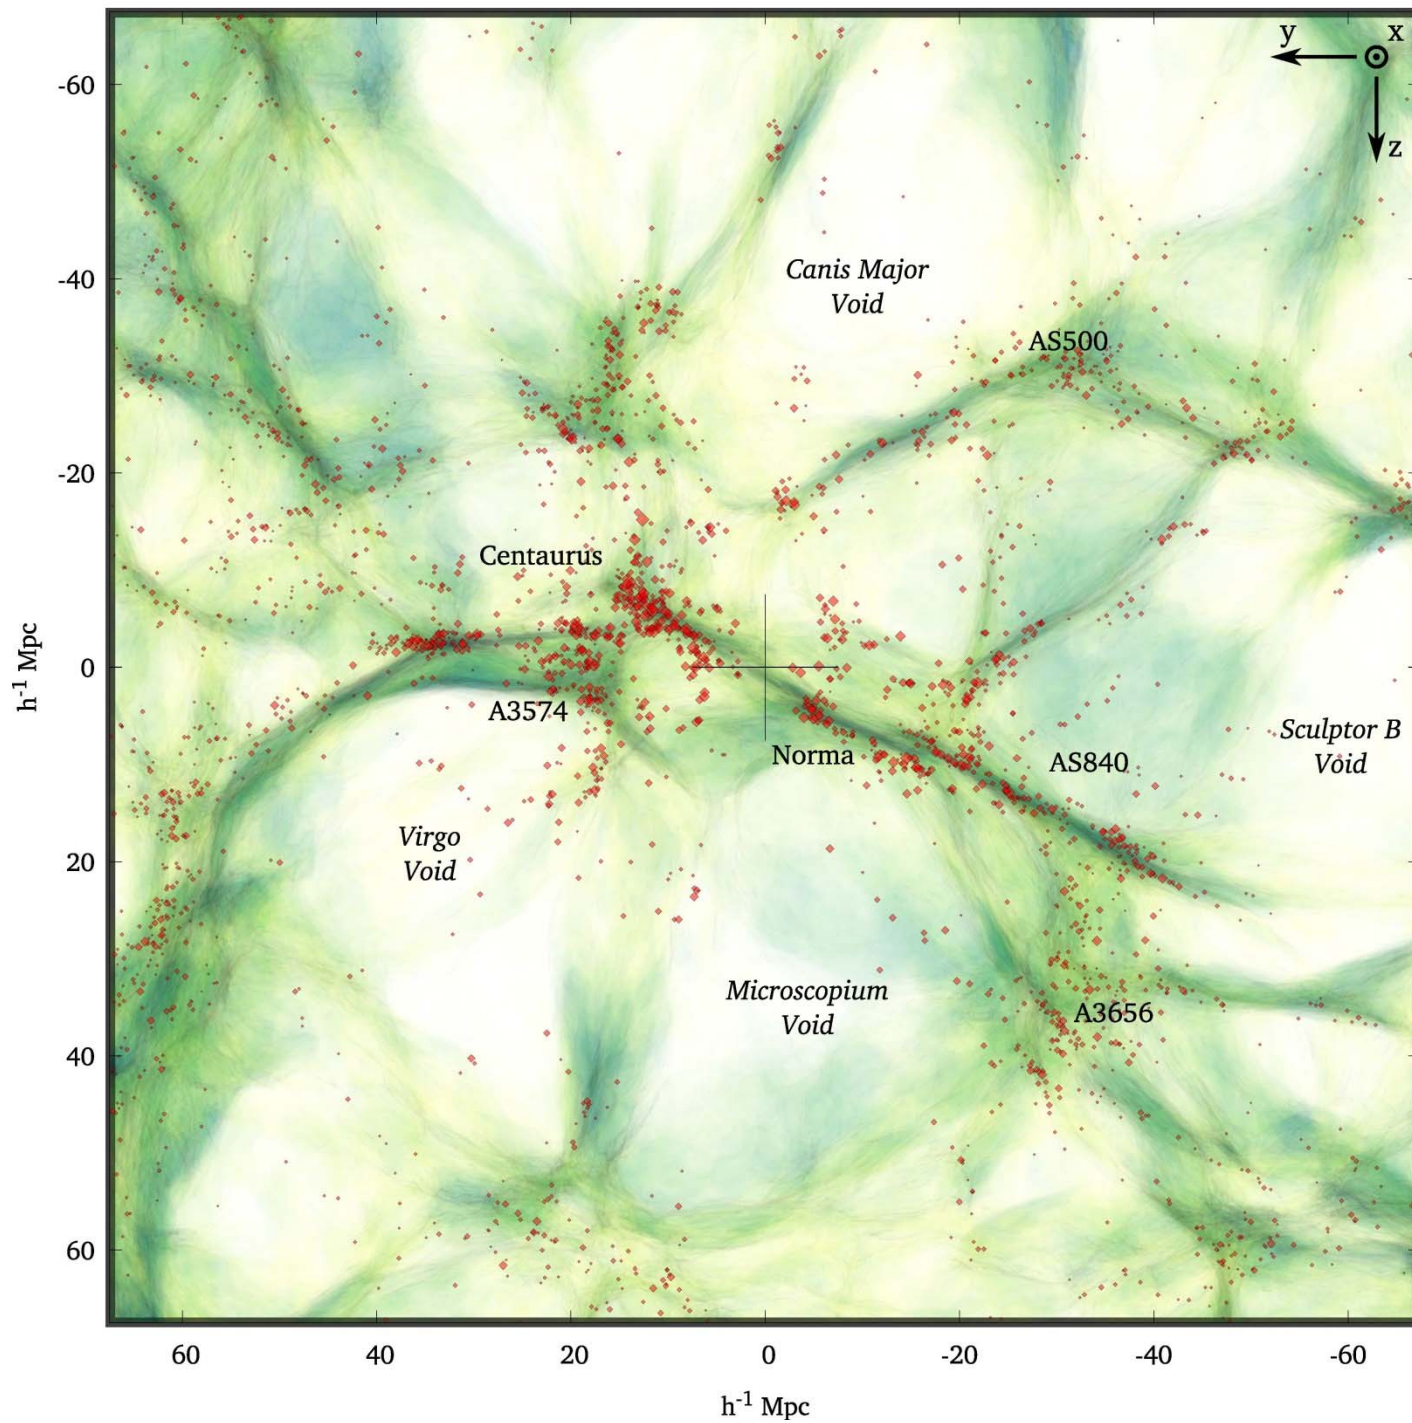 y
x
z
-60
-40
-20
0
20
40
60
h⁻¹ Mpc
Canis Major
Void
AS500
Centaurus
A3574
Norma
AS840
Sculptor B
Void
Virgo
Void
Microscopium
Void
A3656
60
40
20
0
-20
-40
-60
h⁻¹ Mpc